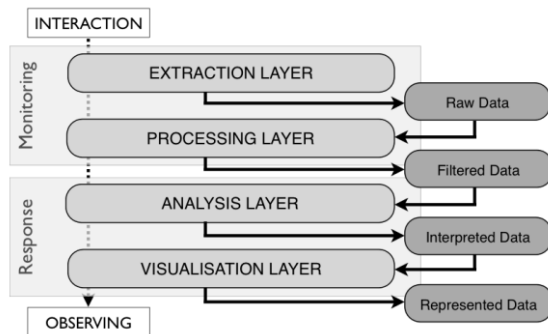 INTERACTION
Monitoring
EXTRACTION LAYER
Raw Data
PROCESSING LAYER
Filtered Data
Response
ANALYSIS LAYER
Interpreted Data
VISUALISATION LAYER
Represented Data
OBSERVING